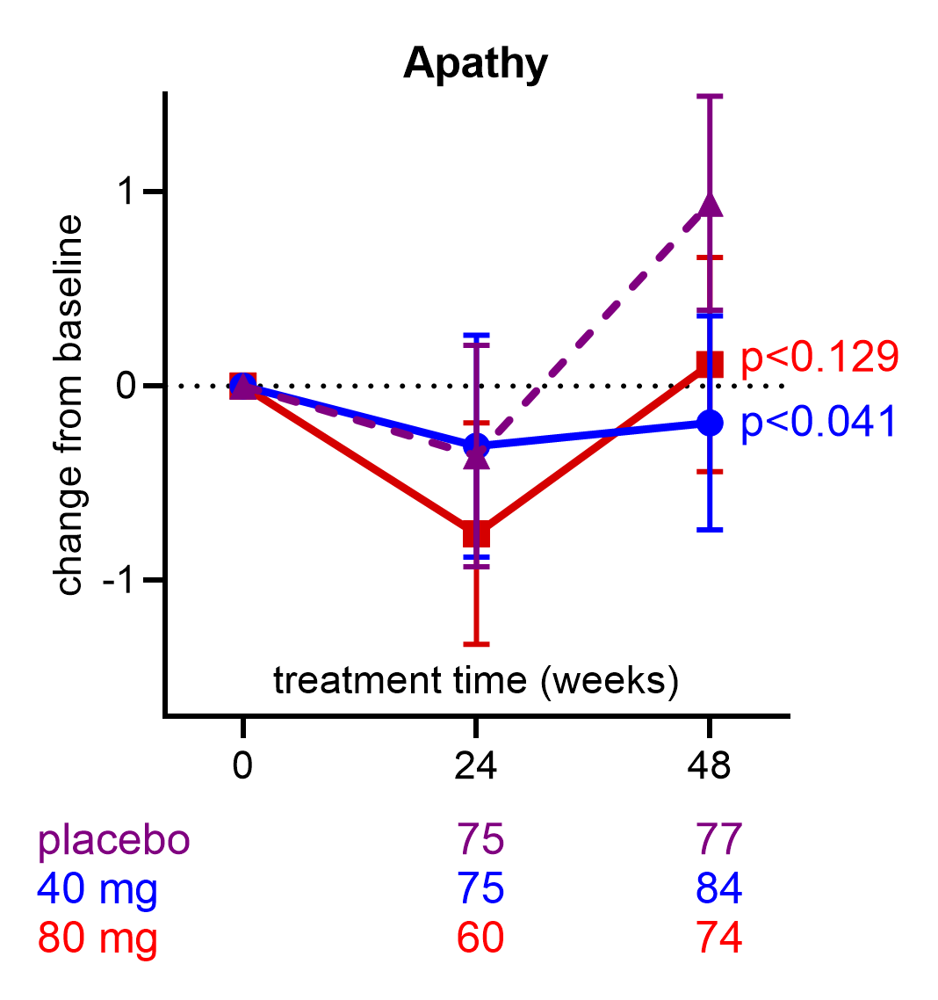 Apathy
change from baseline
1
0
-1
p<0.129
p<0.041
treatment time (weeks)
0 24 48
placebo 75 77
40 mg 75 84
80 mg 60 74